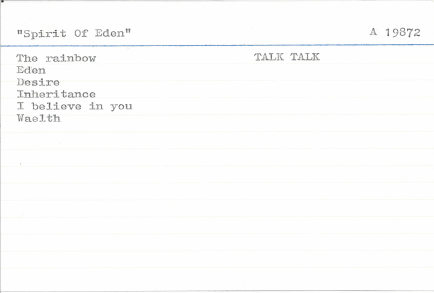 "Spirit Of Eden" A 19872
The rainbow TALK TALK
Eden
Desire
Inheritance
I believe in you
Waelth